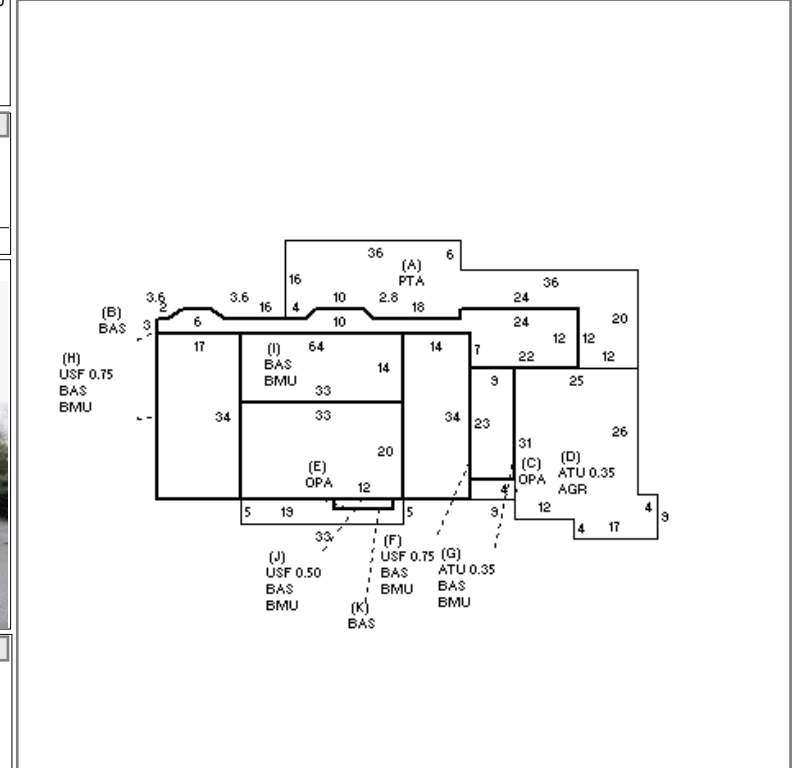 36 6
(A)
PTA
36
16
3.6 3.6 10 2.8 24
2 16 4 18
(B)
BAS
3 6 10 24 20
12 12
17 (I) 64 14 7 22 12
BAS
BMU
14
(H)
USF 0.75
BAS
BMU
33 9 25
34 33 34 23 26
20 31
(E)
OPA
(C)
OPA
(D)
ATU 0.35
AGR
12 4
5 19 5 9 12 4 9
4 17
33
(F)
USF 0.75
BAS
BMU
(G)
ATU 0.35
BAS
BMU
(J)
USF 0.50
BAS
BMU
(K)
BAS